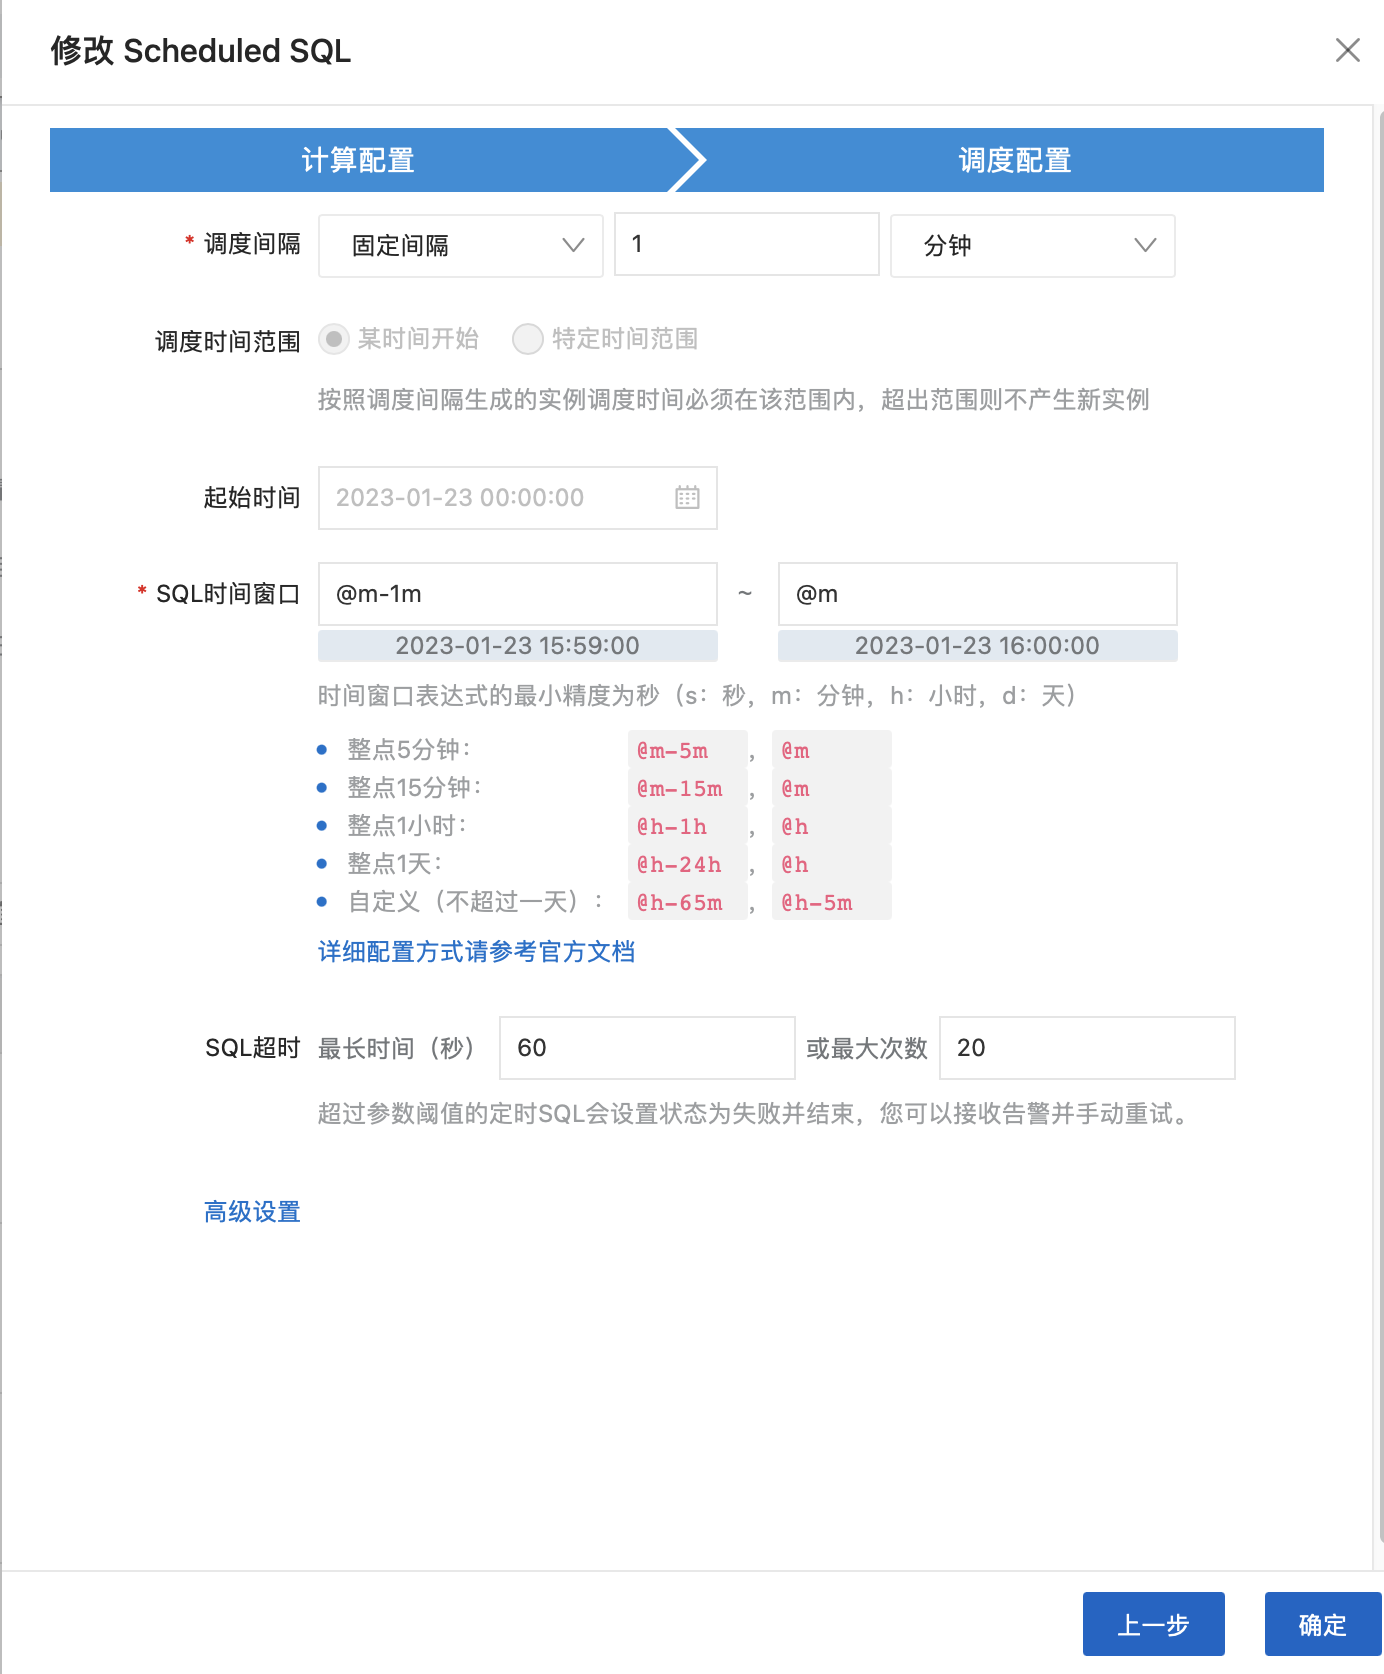 修改 Scheduled SQL
计算配置 调度配置
* 调度间隔 固定间隔 1 分钟
调度时间范围 某时间开始 特定时间范围
按照调度间隔生成的实例调度时间必须在该范围内，超出范围则不产生新实例
起始时间 2023-01-23 00:00:00
* SQL时间窗口 @m-1m ~ @m
2023-01-23 15:59:00 2023-01-23 16:00:00
时间窗口表达式的最小精度为秒（s：秒，m：分钟，h：小时，d：天）
整点5分钟： @m-5m , @m
整点15分钟： @m-15m , @m
整点1小时： @h-1h , @h
整点1天： @h-24h , @h
自定义（不超过一天）： @h-65m , @h-5m
详细配置方式请参考官方文档
SQL超时 最长时间（秒） 60 或最大次数 20
超过参数阈值的定时SQL会设置状态为失败并结束，您可以接收告警并手动重试。
高级设置
上一步 确定